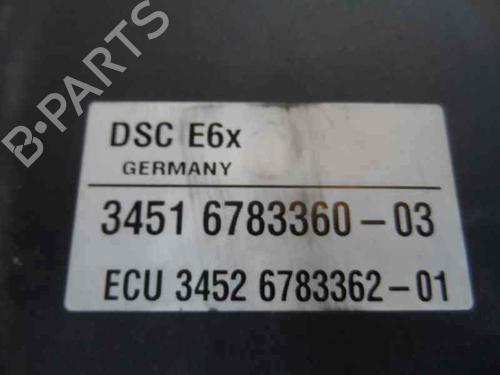 B-PARTS
DSC E6x
GERMANY
3451 6783360-03
ECU 3452 6783362-01